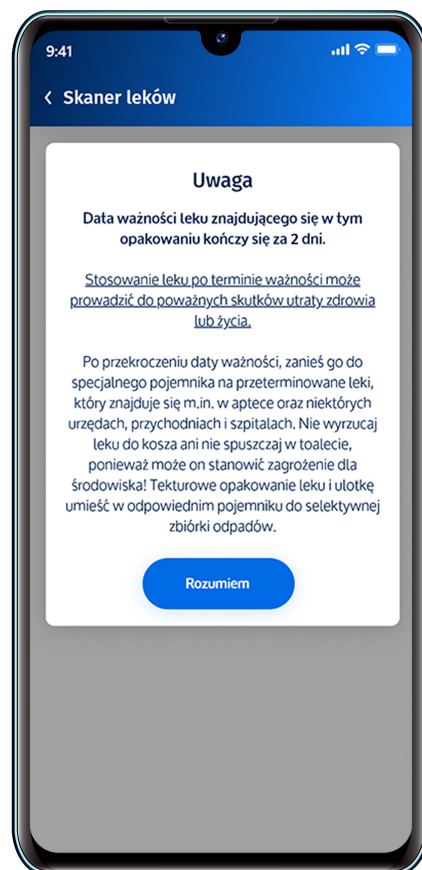 9:41
Skaner leków
Uwaga
Data ważności leku znajdującego się w tym
opakowaniu kończy się za 2 dni.
Stosowanie leku po terminie ważności może
prowadzić do poważnych skutków utraty zdrowia
lub życia.
Po przekroczeniu daty ważności, zanieś go do
specjalnego pojemnika na przeterminowane leki,
który znajduje się m.in. w aptece oraz niektórych
urzędach, przychodniach i szpitalach. Nie wyrzucaj
leku do kosza ani nie spuszczaj w toalecie,
ponieważ może on stanowić zagrożenie dla
środowiska! Tekturowe opakowanie leku i ulotkę
umieść w odpowiednim pojemniku do selektywnej
zbiórki odpadów.
Rozumiem